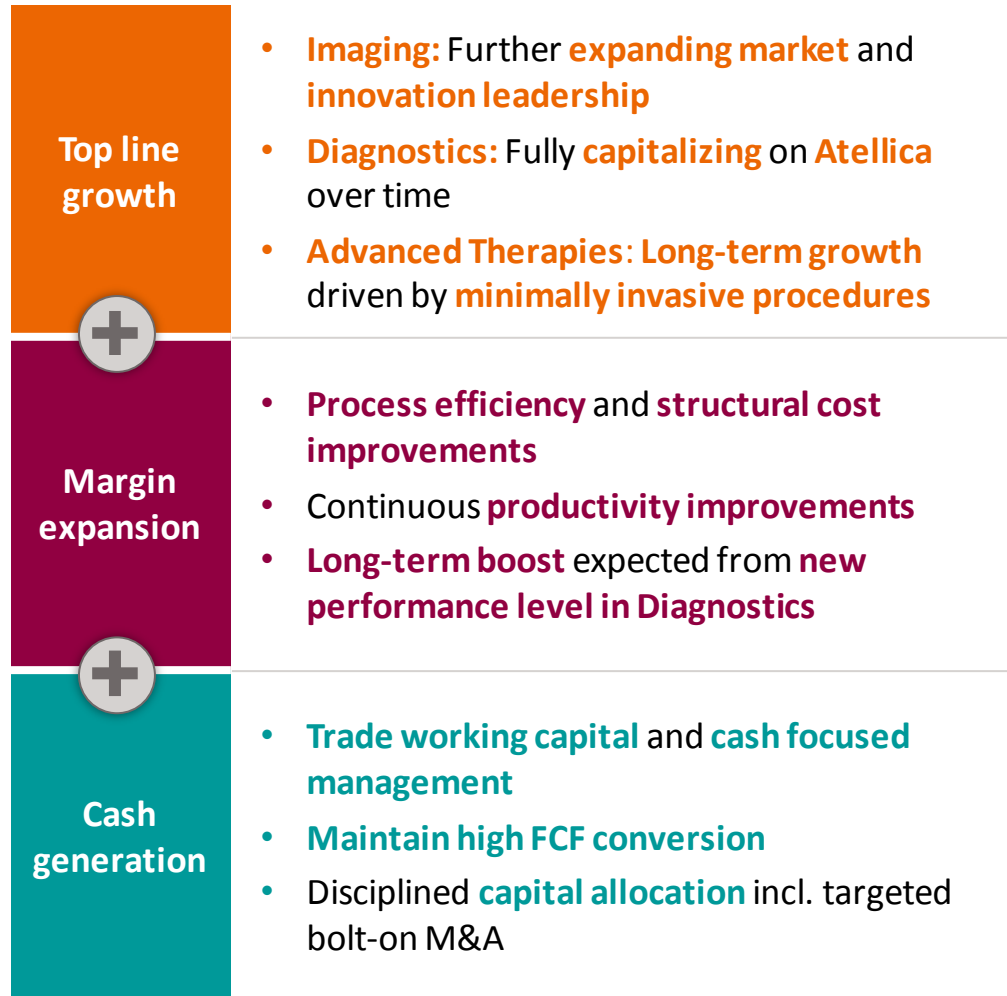 Top line
growth
• Imaging: Further expanding market and
innovation leadership
• Diagnostics: Fully capitalizing on Atellica
over time
• Advanced Therapies: Long-term growth
driven by minimally invasive procedures
Margin
expansion
• Process efficiency and structural cost
improvements
• Continuous productivity improvements
• Long-term boost expected from new
performance level in Diagnostics
Cash
generation
• Trade working capital and cash focused
management
• Maintain high FCF conversion
• Disciplined capital allocation incl. targeted
bolt-on M&A